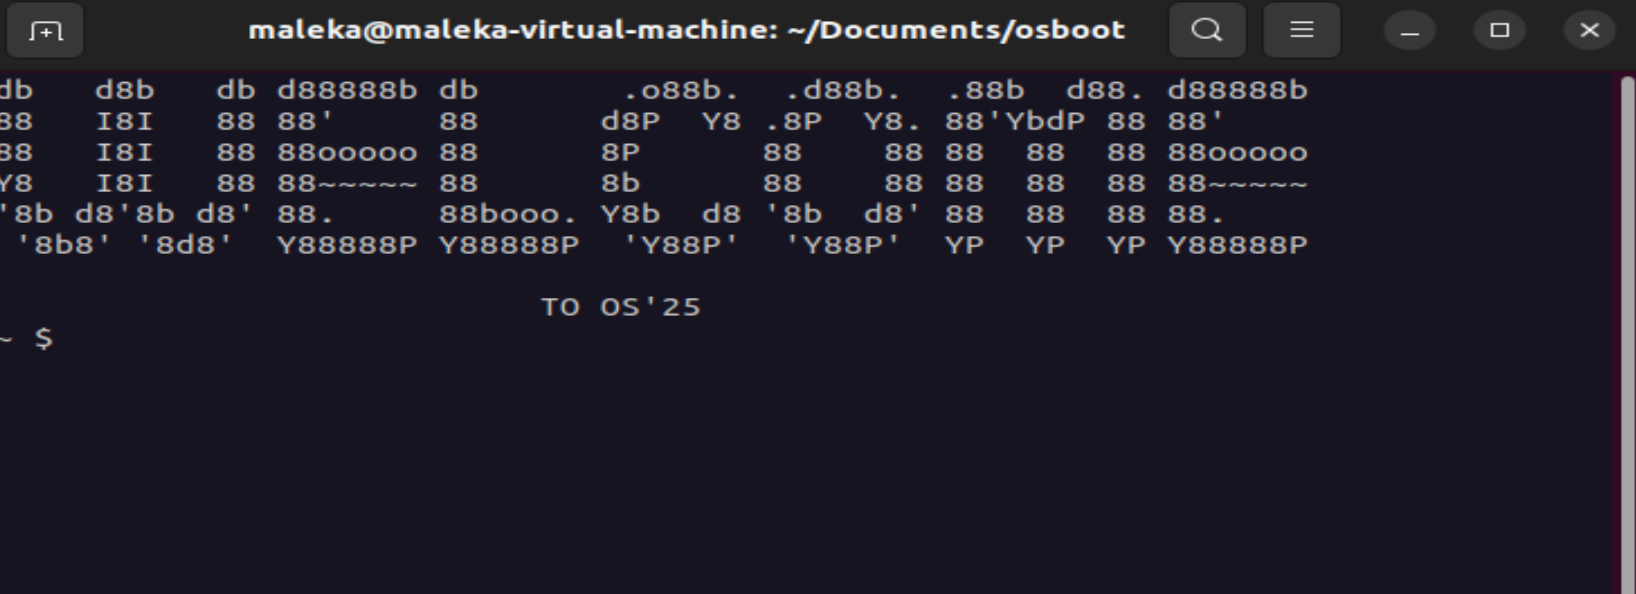 maleka@maleka-virtual-machine: ~/Documents/osboot
db   d8b   db d88888b db       .o88b.  .d88b.  .88b  d88. d88888b
88   I8I   88 88'     88      d8P  Y8 .8P  Y8. 88'YbdP 88 88'
88   I8I   88 88ooooo 88      8P      88    88 88  88  88 88ooooo
Y8   I8I   88 88~~~~~ 88      8b      88    88 88  88  88 88~~~~~
'8b d8'8b d8' 88.     88booo. Y8b  d8 '8b  d8' 88  88  88 88.
 '8b8' '8d8'  Y88888P Y88888P  'Y88P'  'Y88P'  YP  YP  YP Y88888P
TO OS'25
~ $